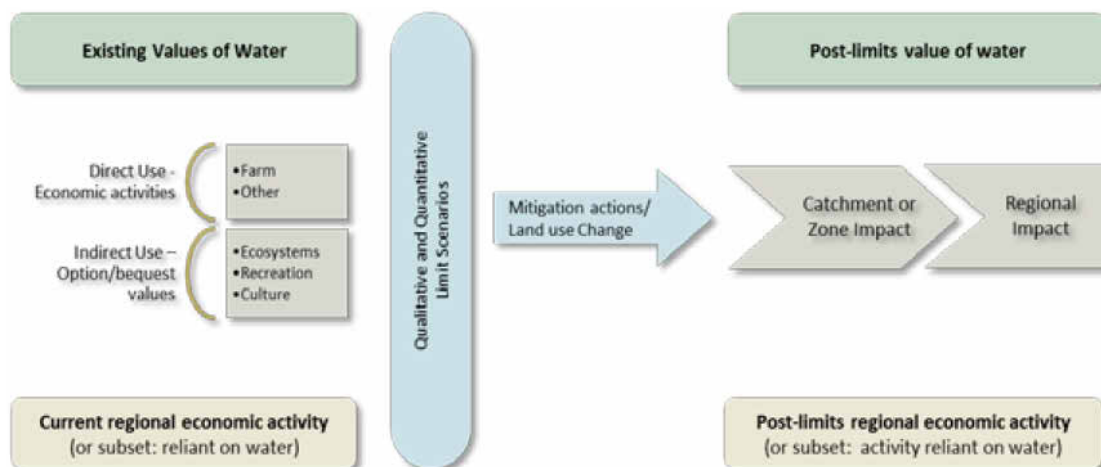 Existing Values of Water
Post-limits value of water
Direct Use -
Economic activities
•Farm
•Other
Indirect Use –
Option/bequest
values
•Ecosystems
•Recreation
•Culture
Qualitative and Quantitative
Limit Scenarios
Mitigation actions/
Land use Change
Catchment or
Zone Impact
Regional
Impact
Current regional economic activity
(or subset: reliant on water)
Post-limits regional economic activity
(or subset: activity reliant on water)